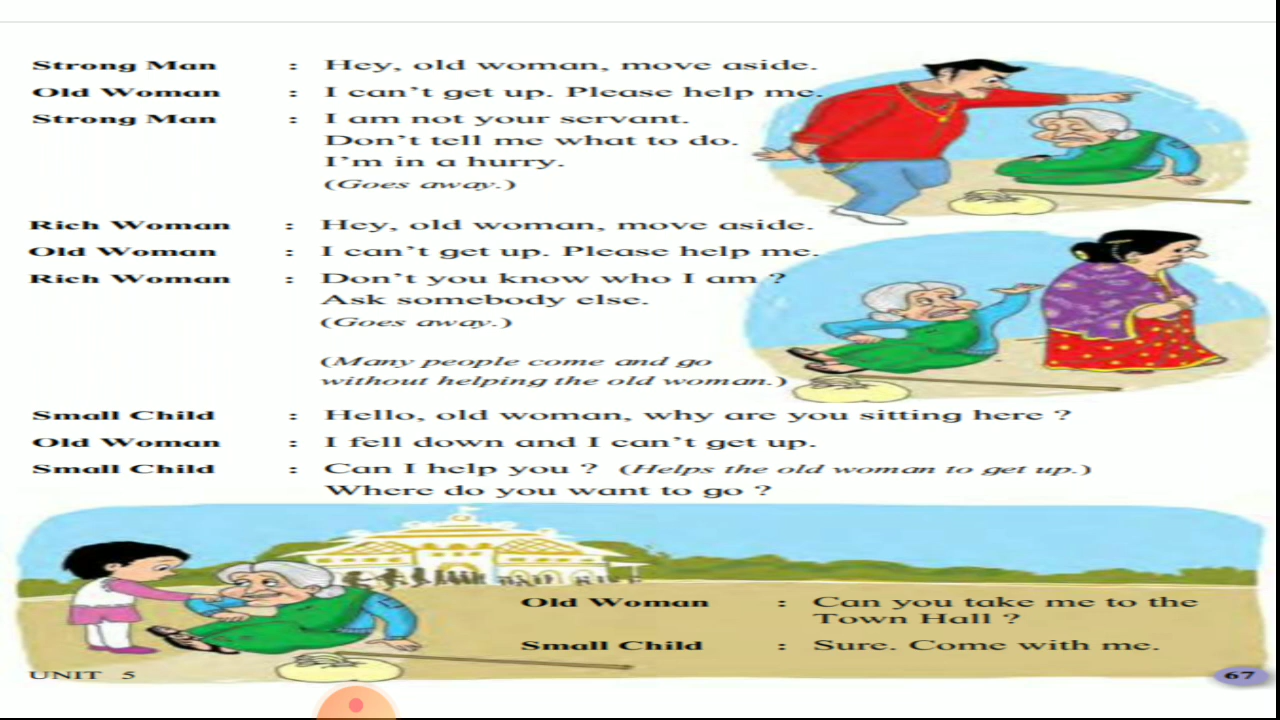 Strong Man : Hey, old woman, move aside.
Old Woman : I can't get up. Please help me.
Strong Man : I am not your servant.
Don't tell me what to do.
I'm in a hurry.
(Goes away.)
Rich Woman : Hey, old woman, move aside.
Old Woman : I can't get up. Please help me.
Rich Woman : Don't you know who I am ?
Ask somebody else.
(Goes away.)
(Many people come and go
without helping the old woman.)
Small Child : Hello, old woman, why are you sitting here ?
Old Woman : I fell down and I can't get up.
Small Child : Can I help you ? (Helps the old woman to get up.)
Where do you want to go ?
Old Woman : Can you take me to the
Town Hall ?
Small Child : Sure. Come with me.
UNIT 5
67